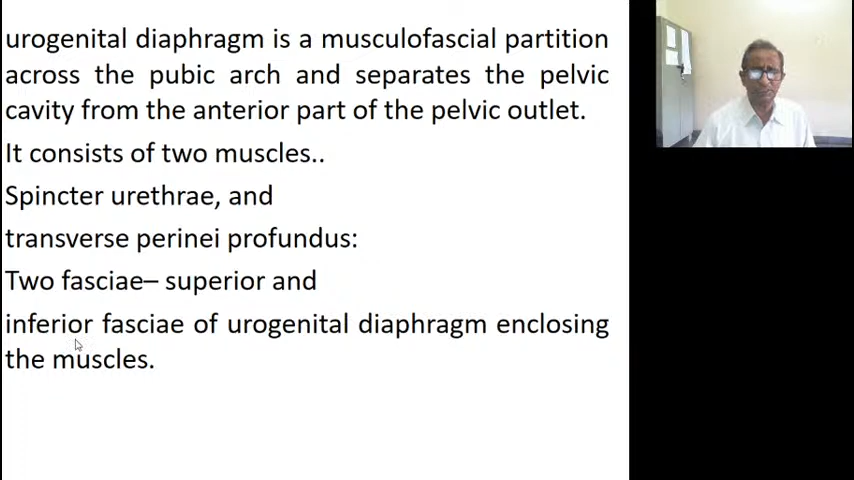 urogenital diaphragm is a musculofascial partition
across the pubic arch and separates the pelvic
cavity from the anterior part of the pelvic outlet.
It consists of two muscles..
Spincter urethrae, and
transverse perinei profundus:
Two fasciae– superior and
inferior fasciae of urogenital diaphragm enclosing
the muscles.